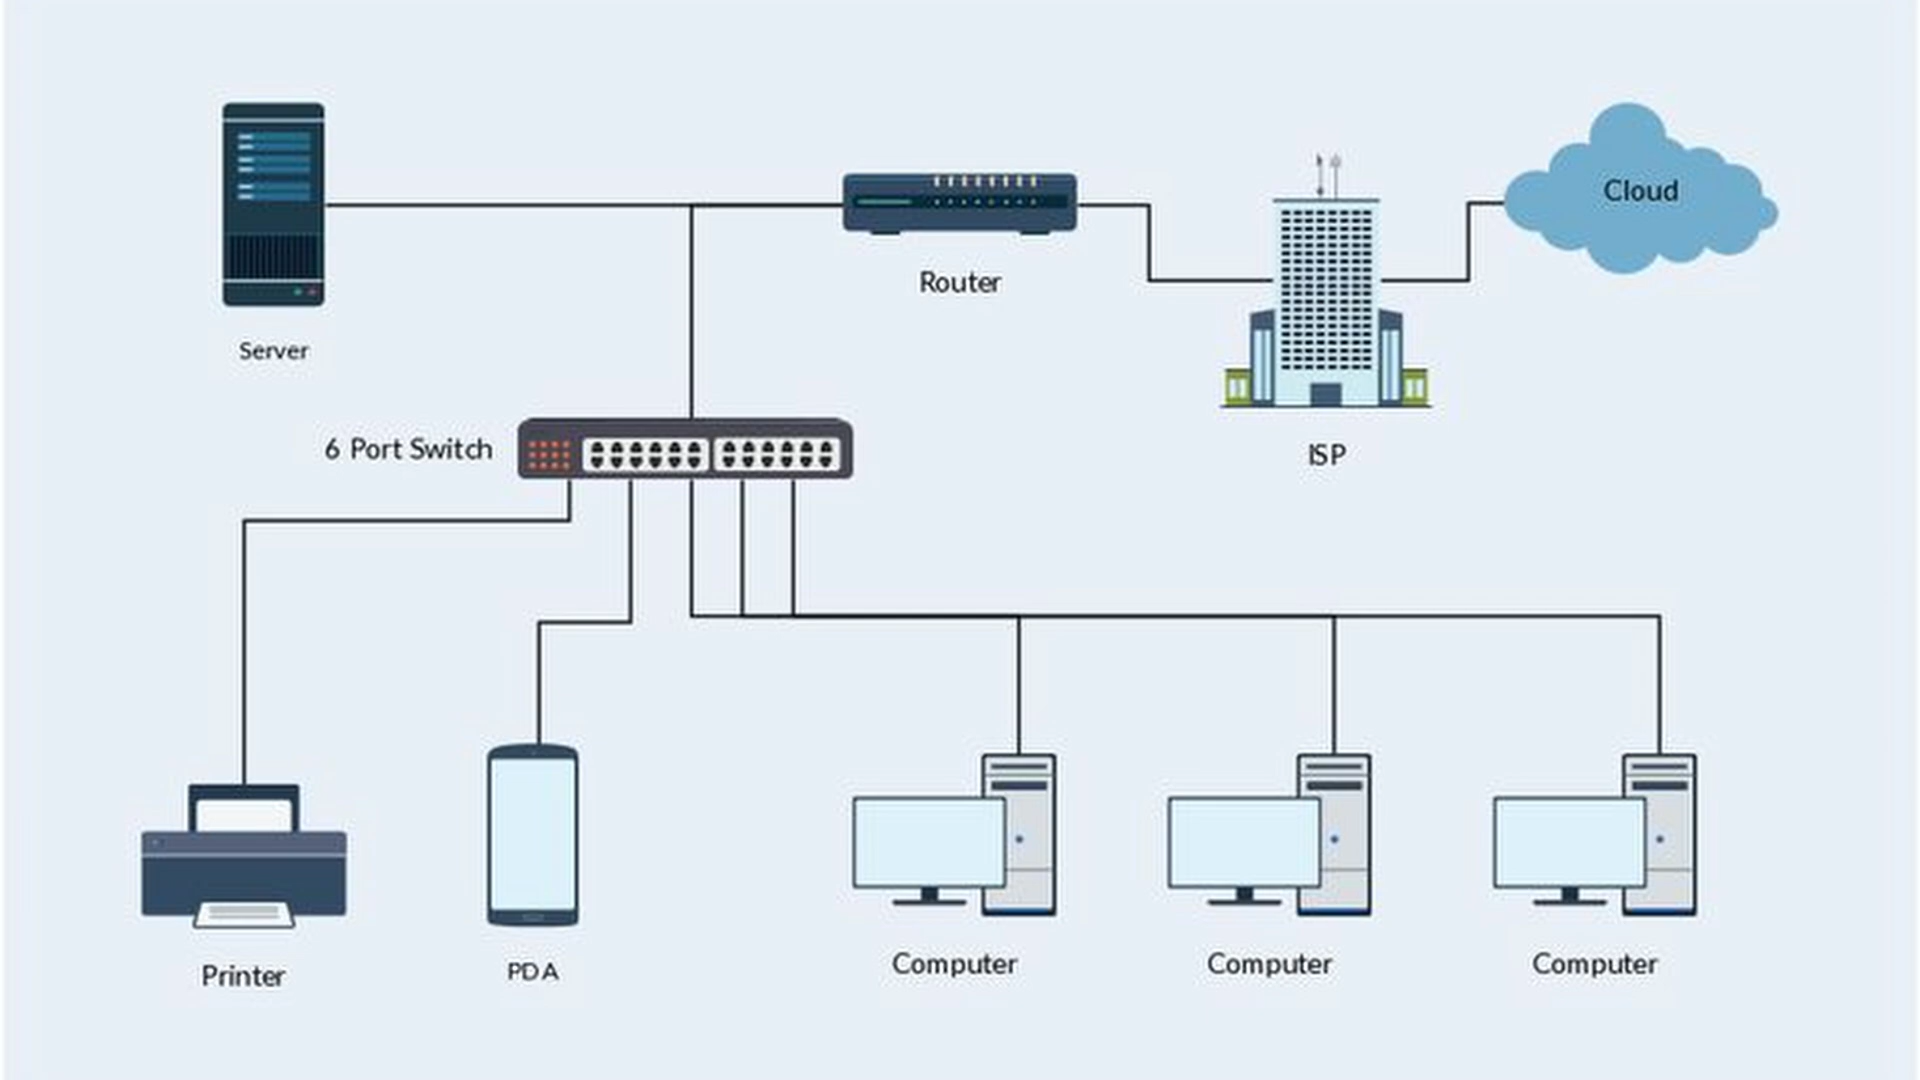 Cloud
Router
Server
6 Port Switch
ISP
Printer
PDA
Computer
Computer
Computer